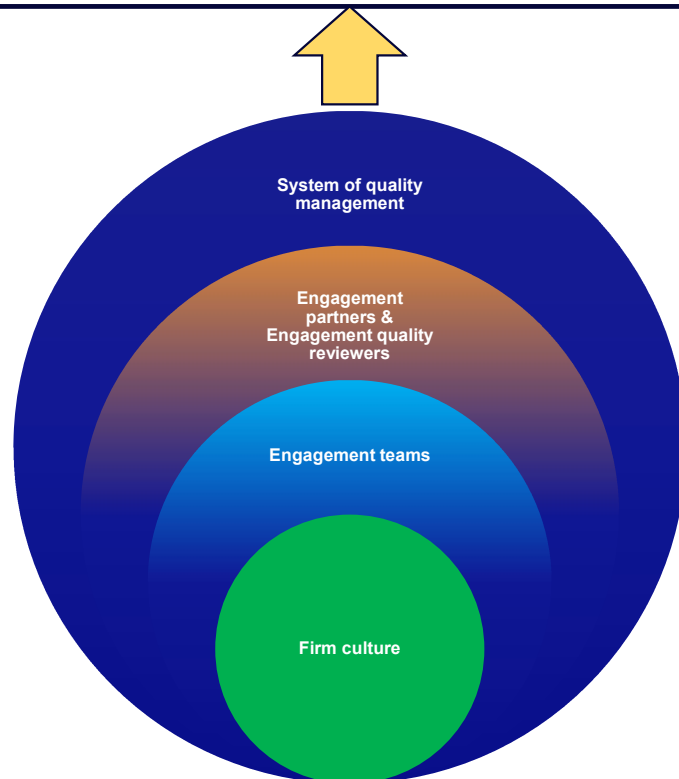 System of quality
management
Engagement
partners &
Engagement quality
reviewers
Engagement teams
Firm culture